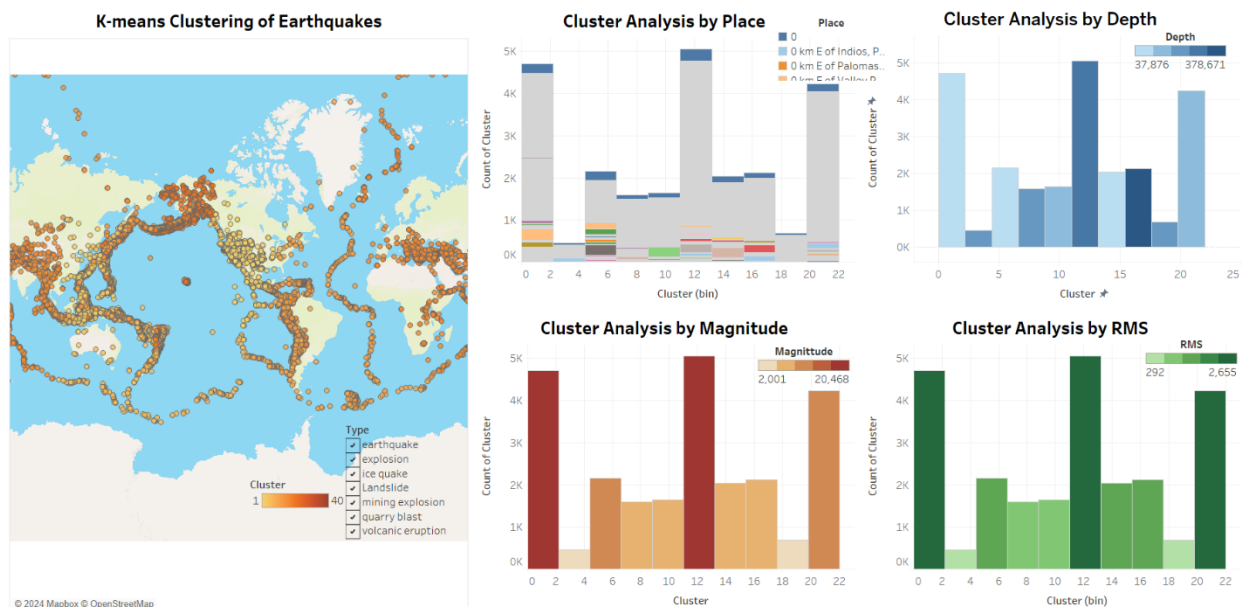 K-means Clustering of Earthquakes
Type
earthquake
explosion
ice quake
Landslide
mining explosion
quarry blast
volcanic eruption
Cluster
1 40
© 2024 Mapbox © OpenStreetMap
Cluster Analysis by Place
Place
0
0 km E of Indios, P..
0 km E of Palomas..
0 km E of Valley P
Count of Cluster
5K
4K
3K
2K
1K
0K
0 2 4 6 8 10 12 14 16 18 20 22
Cluster (bin)
Cluster Analysis by Depth
Depth
37,876 378,671
Count of Cluster
5K
4K
3K
2K
1K
0K
0 5 10 15 20 25
Cluster
Cluster Analysis by Magnitude
Magnittude
2,001 20,468
Count of Cluster
5K
4K
3K
2K
1K
0K
0 2 4 6 8 10 12 14 16 18 20 22
Cluster
Cluster Analysis by RMS
RMS
292 2,655
Count of Cluster
5K
4K
3K
2K
1K
0K
0 2 4 6 8 10 12 14 16 18 20 22
Cluster (bin)